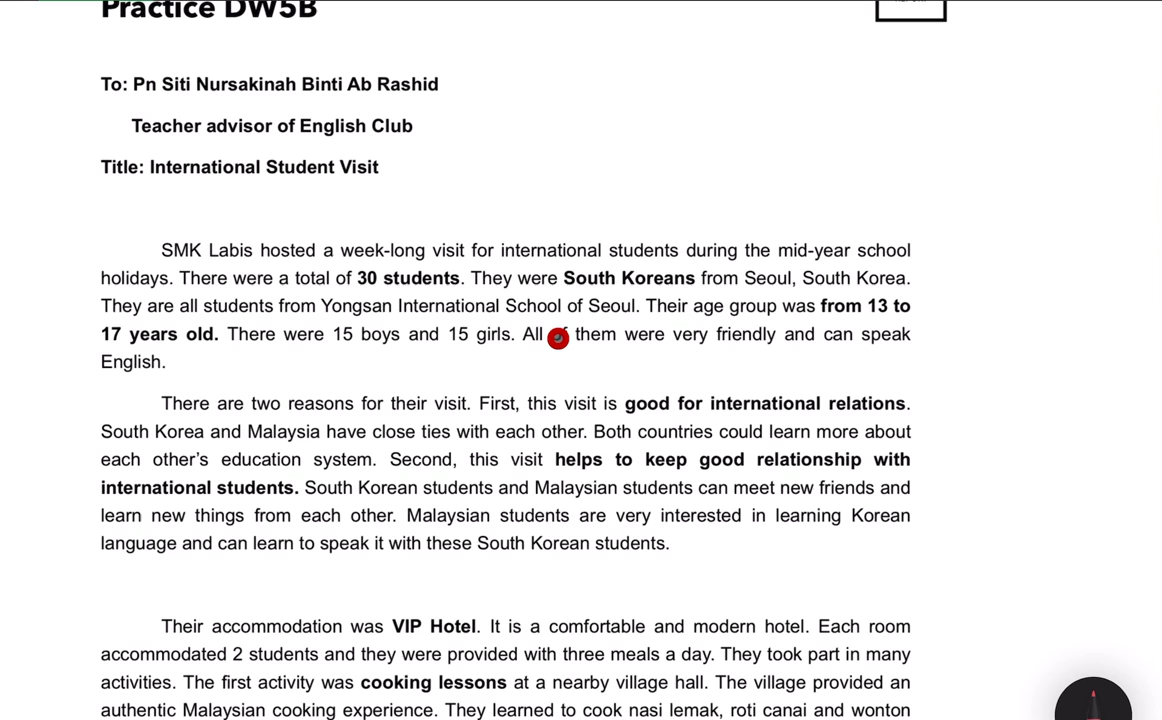 Practice DW5B
To: Pn Siti Nursakinah Binti Ab Rashid
Teacher advisor of English Club
Title: International Student Visit
SMK Labis hosted a week-long visit for international students during the mid-year school
holidays. There were a total of 30 students. They were South Koreans from Seoul, South Korea.
They are all students from Yongsan International School of Seoul. Their age group was from 13 to
17 years old. There were 15 boys and 15 girls. All of them were very friendly and can speak
English.
There are two reasons for their visit. First, this visit is good for international relations.
South Korea and Malaysia have close ties with each other. Both countries could learn more about
each other’s education system. Second, this visit helps to keep good relationship with
international students. South Korean students and Malaysian students can meet new friends and
learn new things from each other. Malaysian students are very interested in learning Korean
language and can learn to speak it with these South Korean students.
Their accommodation was VIP Hotel. It is a comfortable and modern hotel. Each room
accommodated 2 students and they were provided with three meals a day. They took part in many
activities. The first activity was cooking lessons at a nearby village hall. The village provided an
authentic Malaysian cooking experience. They learned to cook nasi lemak, roti canai and wonton